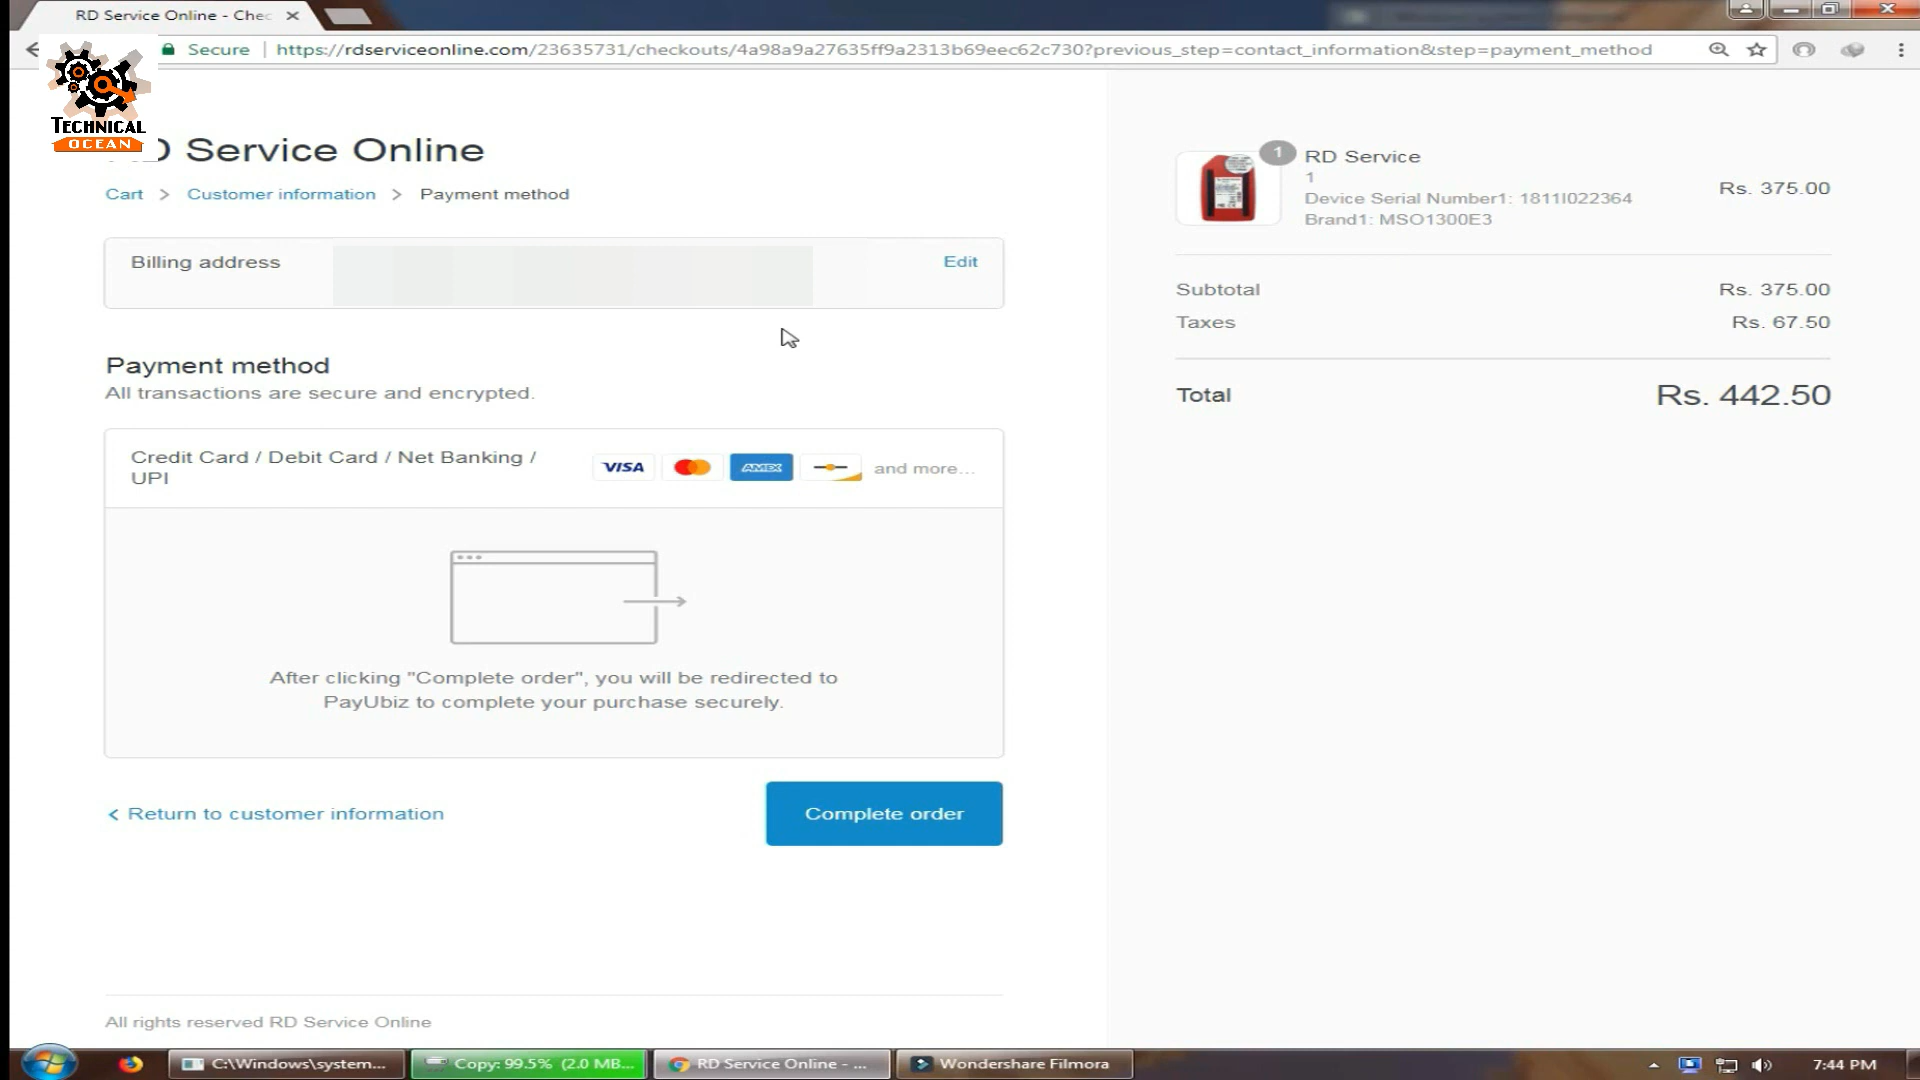 RD Service Online - Chec
Secure
https://rdserviceonline.com/23635731/checkouts/4a98a9a27635ff9a2313b69eec62c730?previous_step=contact_information&step=payment_method
TECHNICAL
OCEAN
D Service Online
Cart > Customer information > Payment method
Billing address
Edit
Payment method
All transactions are secure and encrypted.
Credit Card / Debit Card / Net Banking /
UPI
VISA
AMEX
and more...
After clicking "Complete order", you will be redirected to
PayUbiz to complete your purchase securely.
< Return to customer information
Complete order
All rights reserved RD Service Online
1
RD Service
1
Device Serial Number1: 1811I022364
Brand1: MSO1300E3
Rs. 375.00
Subtotal Rs. 375.00
Taxes Rs. 67.50
Total Rs. 442.50
C:\Windows\system...
Copy: 99.5% (2.0 MB...
RD Service Online - ...
Wondershare Filmora
7:44 PM